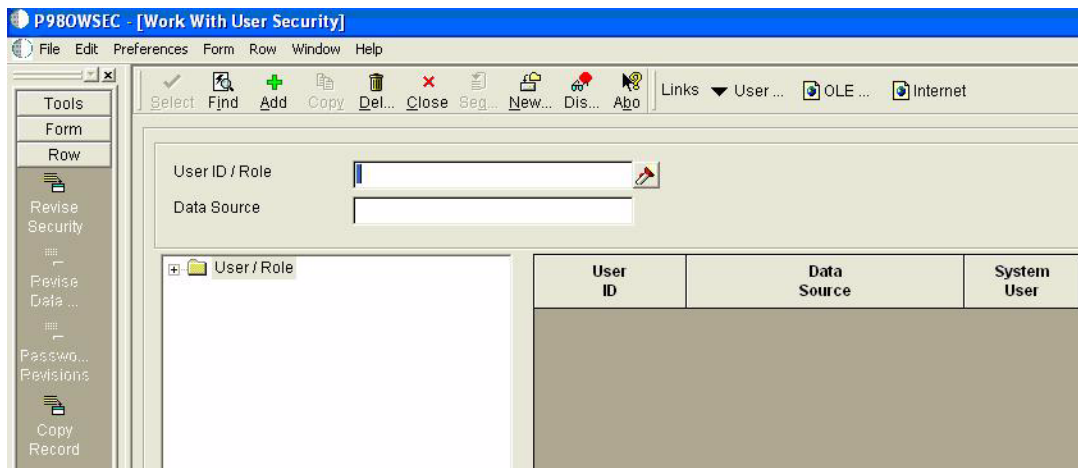 P98OWSEC - [Work With User Security]
File Edit Preferences Form Row Window Help
Tools
Form
Row
Revise
Security
Revise
Data ...
Passwo...
Revisions
Copy
Record
Select Find Add Copy Del... Close Seq... New... Dis... Abo Links User ... OLE ... Internet
User ID / Role
Data Source
User / Role
User
ID
Data
Source
System
User